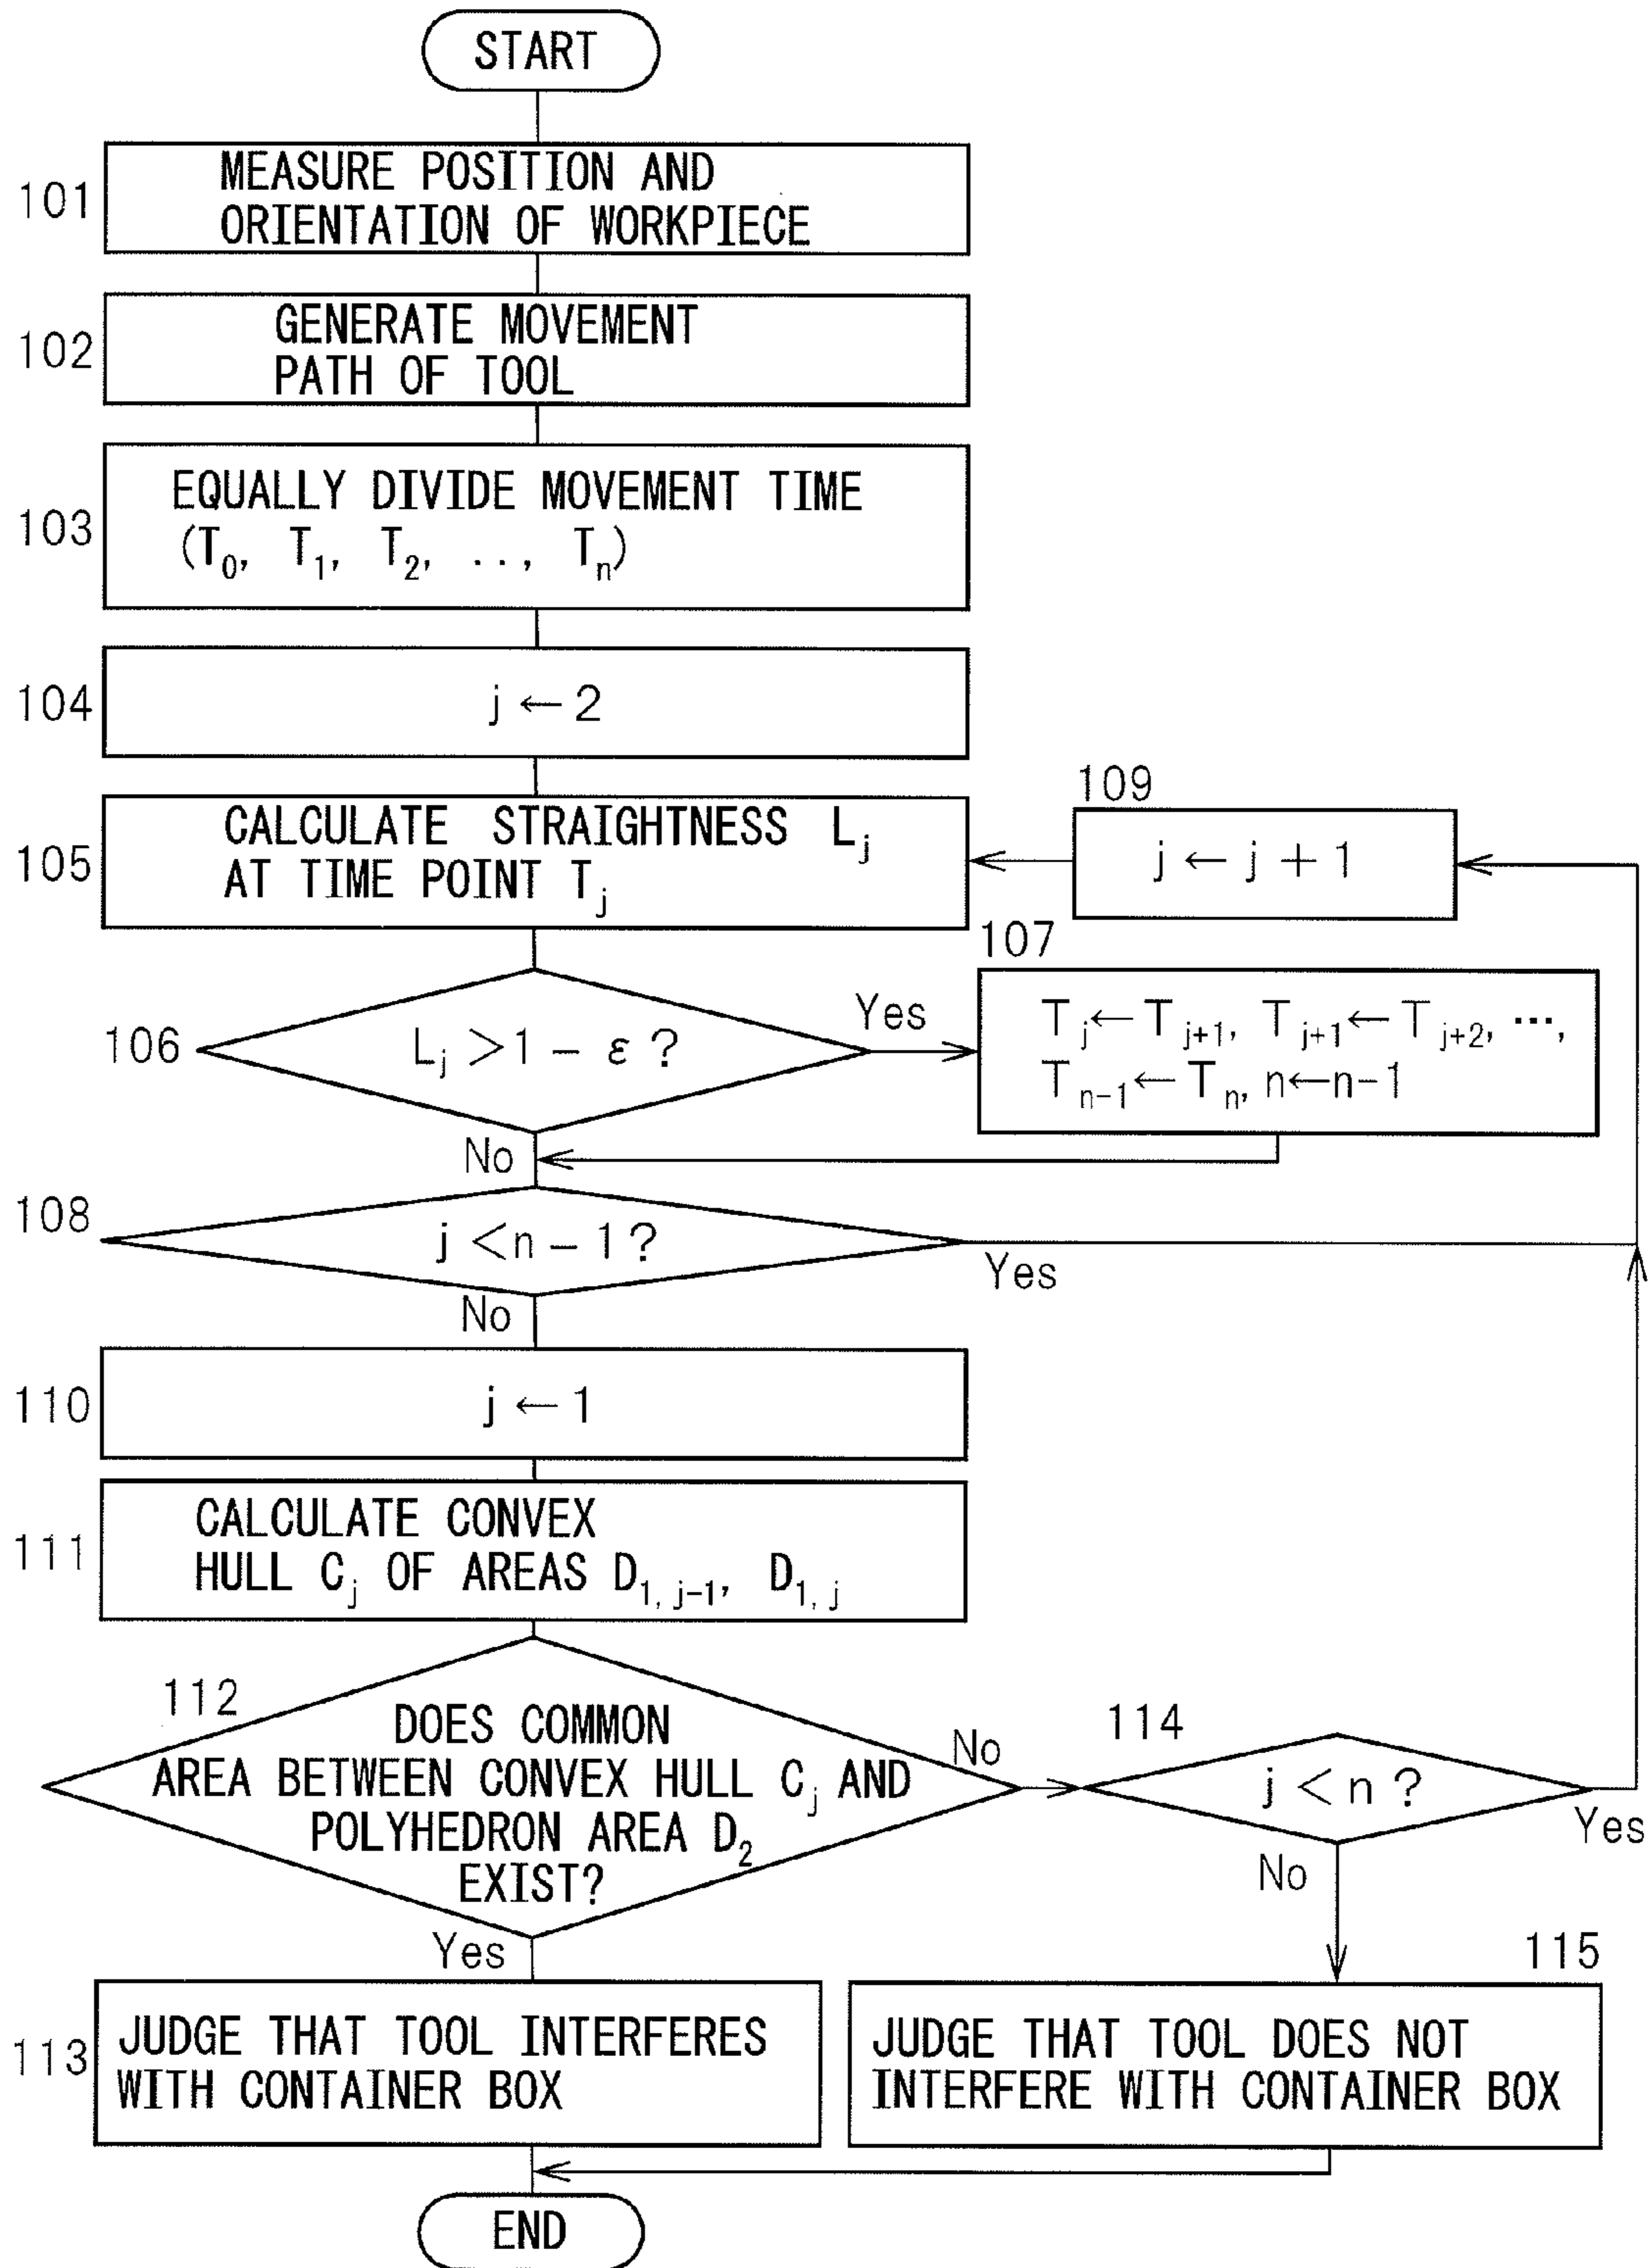 START
101
MEASURE POSITION AND
ORIENTATION OF WORKPIECE
102
GENERATE MOVEMENT
PATH OF TOOL
103
EQUALLY DIVIDE MOVEMENT TIME
(T₀, T₁, T₂, .., Tₙ)
104
j ← 2
105
CALCULATE STRAIGHTNESS Lⱼ
AT TIME POINT Tⱼ
109
j ← j + 1
106
Lⱼ > 1 − ε ?
Yes
No
107
Tⱼ ← Tⱼ₊₁, Tⱼ₊₁ ← Tⱼ₊₂, ⋯,
Tₙ₋₁ ← Tₙ, n ← n−1
108
j < n − 1 ?
Yes
No
110
j ← 1
111
CALCULATE CONVEX
HULL Cⱼ OF AREAS D₁,ⱼ₋₁, D₁,ⱼ
112
DOES COMMON
AREA BETWEEN CONVEX HULL Cⱼ AND
POLYHEDRON AREA D₂
EXIST?
No
Yes
114
j < n ?
Yes
No
113
JUDGE THAT TOOL INTERFERES
WITH CONTAINER BOX
115
JUDGE THAT TOOL DOES NOT
INTERFERE WITH CONTAINER BOX
END